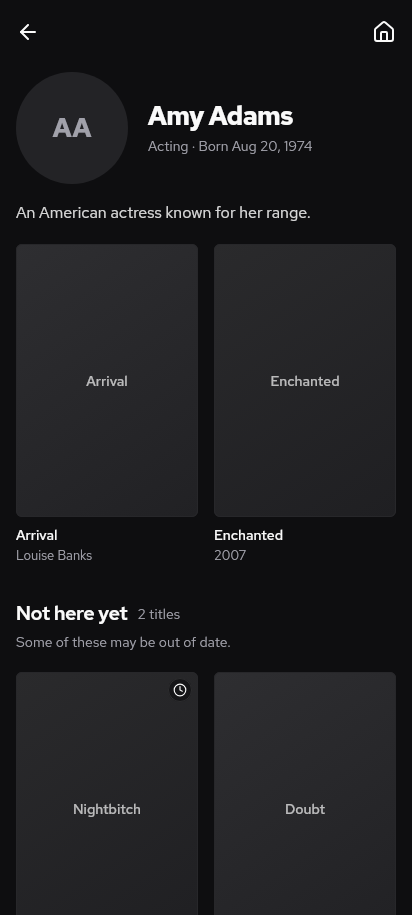 AA
Amy Adams
Acting · Born Aug 20, 1974
An American actress known for her range.
Arrival
Enchanted
Arrival
Louise Banks
Enchanted
2007
Not here yet 2 titles
Some of these may be out of date.
Nightbitch
Doubt